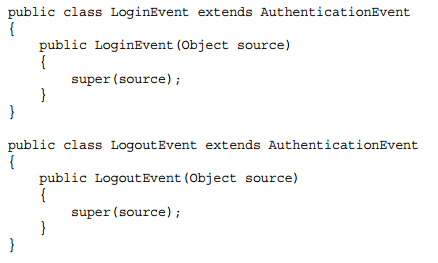 public class LoginEvent extends AuthenticationEvent
{
    public LoginEvent(Object source)
    {
        super(source);
    }
}

public class LogoutEvent extends AuthenticationEvent
{
    public LogoutEvent(Object source)
    {
        super(source);
    }
}